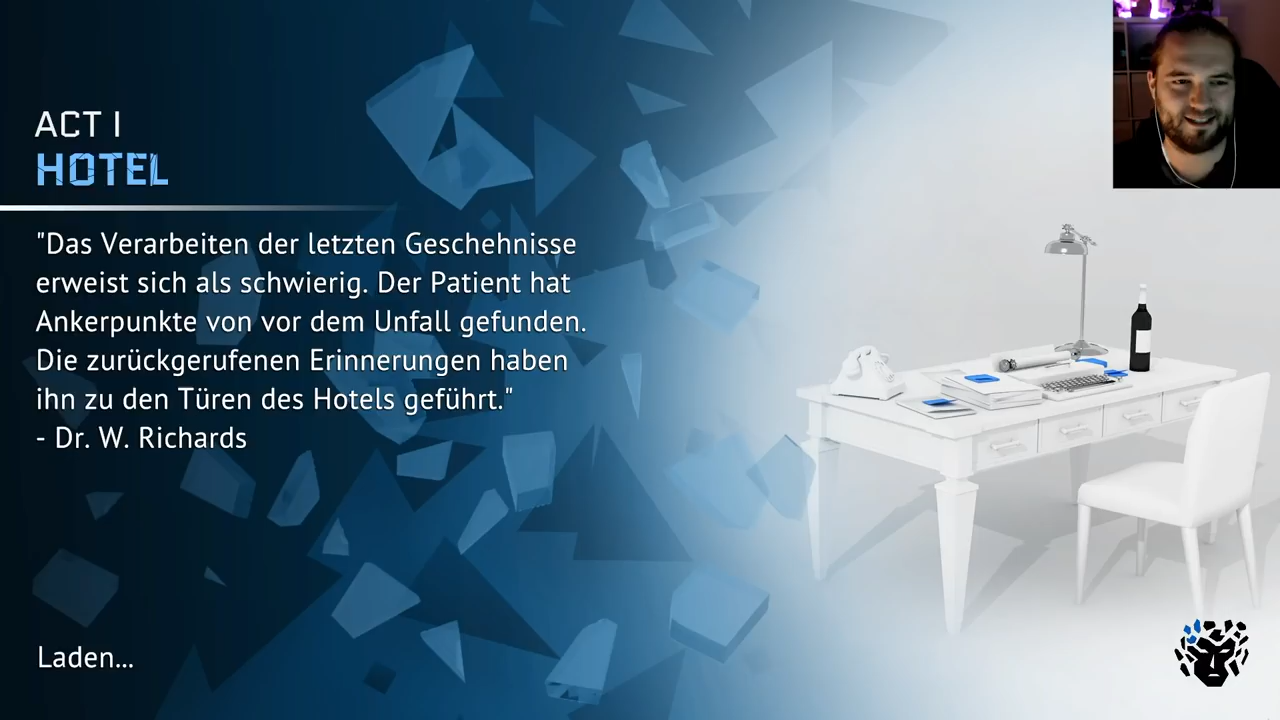 ACT I
HOTEL
"Das Verarbeiten der letzten Geschehnisse
erweist sich als schwierig. Der Patient hat
Ankerpunkte von vor dem Unfall gefunden.
Die zurückgerufenen Erinnerungen haben
ihn zu den Türen des Hotels geführt."
- Dr. W. Richards
Laden...